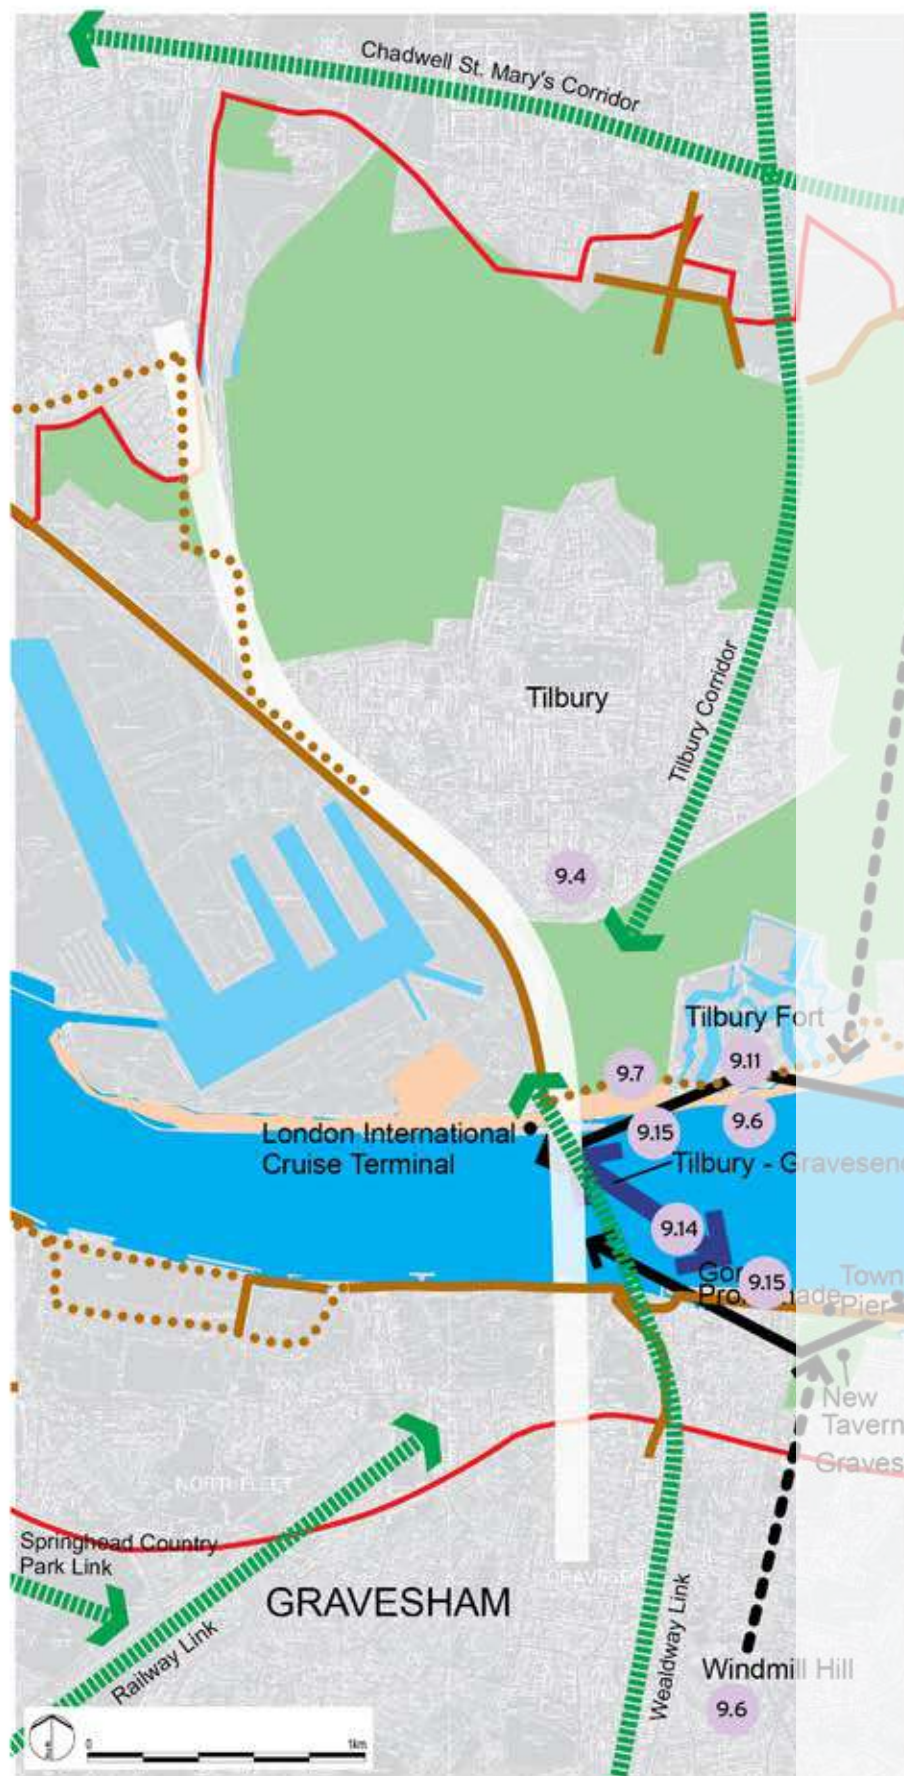 Chadwell St. Mary's Corridor
Tilbury
Tilbury Corridor
9.4
Tilbury Fort
9.11
9.7
9.6
9.15
London International
Cruise Terminal
Tilbury - Gravesend
9.14
9.15
Town
Pier
New
Tavern
NORTHFLEET
Springhead Country
Park Link
GRAVESHAM
Railway Link
Wealdway Link
Windmill Hill
9.6
0
1km